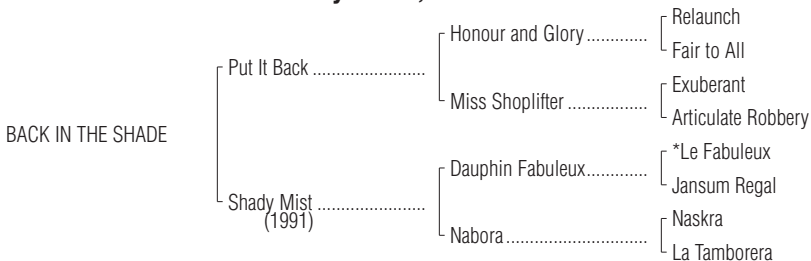 Relaunch
Honour and Glory .............
Fair to All
Put It Back ........................
Exuberant
Miss Shoplifter .................
Articulate Robbery
BACK IN THE SHADE
*Le Fabuleux
Dauphin Fabuleux.............
Jansum Regal
Shady Mist .......................
(1991)
Naskra
Nabora..............................
La Tamborera